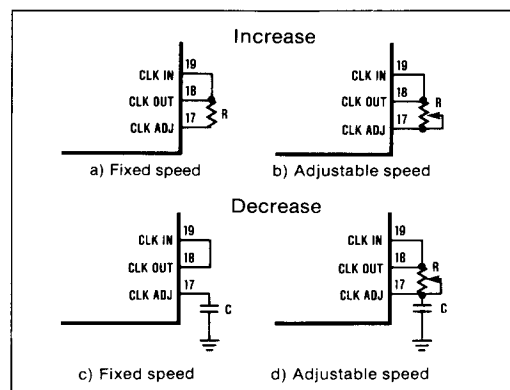 Increase
19
CLK IN
18
CLK OUT
R
17
CLK ADJ
a) Fixed speed
19
CLK IN
18
CLK OUT
R
17
CLK ADJ
b) Adjustable speed
Decrease
19
CLK IN
CLK OUT
18
17
CLK ADJ
C
c) Fixed speed
19
CLK IN
18
CLK OUT
R
17
CLK ADJ
C
d) Adjustable speed